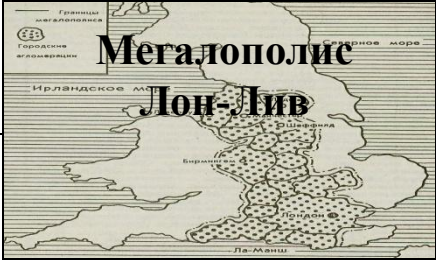 Границы
мегалополиса
Городские
агломерации
Мегалополис
Лон-Лив
Северное море
Ирландское мо
Шеффилд
Бирмингем
Лондон
Ла-Манш